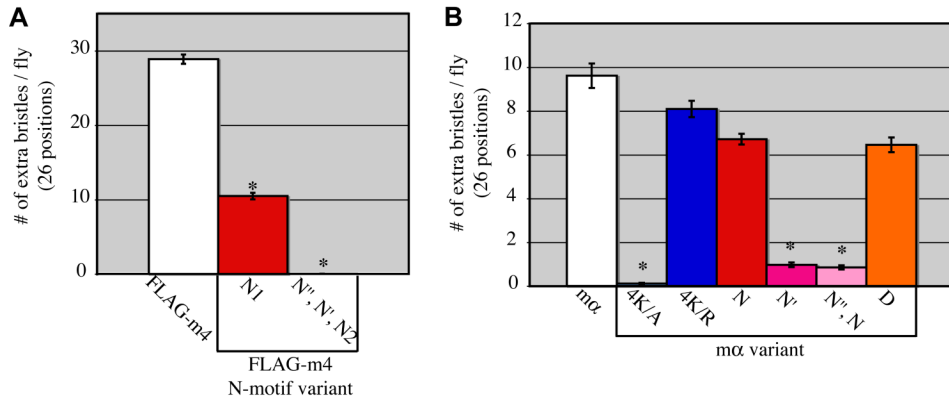 A
# of extra bristles / fly
(26 positions)
30
20
10
0
*
*
FLAG-m4
N1
N'', N', N2
FLAG-m4
N-motif variant
B
# of extra bristles / fly
(26 positions)
12
10
8
6
4
2
0
*
*
*
mα
4K/A
4K/R
N
N'
N'', N
D
mα variant